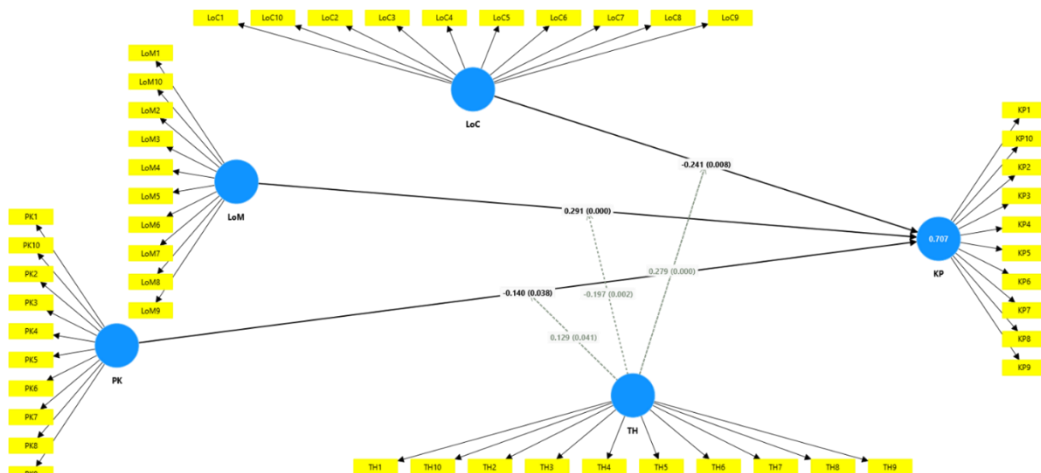 LoC1
LoC10
LoC2
LoC3
LoC4
LoC5
LoC6
LoC7
LoC8
LoC9
LoC
LoM1
LoM10
LoM2
LoM3
LoM4
LoM5
LoM6
LoM7
LoM8
LoM9
LoM
PK1
PK10
PK2
PK3
PK4
PK5
PK6
PK7
PK8
PK
-0.241 (0.008)
0.291 (0.000)
0.279 (0.000)
-0.140 (0.038)
-0.197 (0.002)
0.129 (0.041)
KP1
KP10
KP2
KP3
KP4
KP5
KP6
KP7
KP8
KP9
0.707
KP
TH
TH1
TH10
TH2
TH3
TH4
TH5
TH6
TH7
TH8
TH9